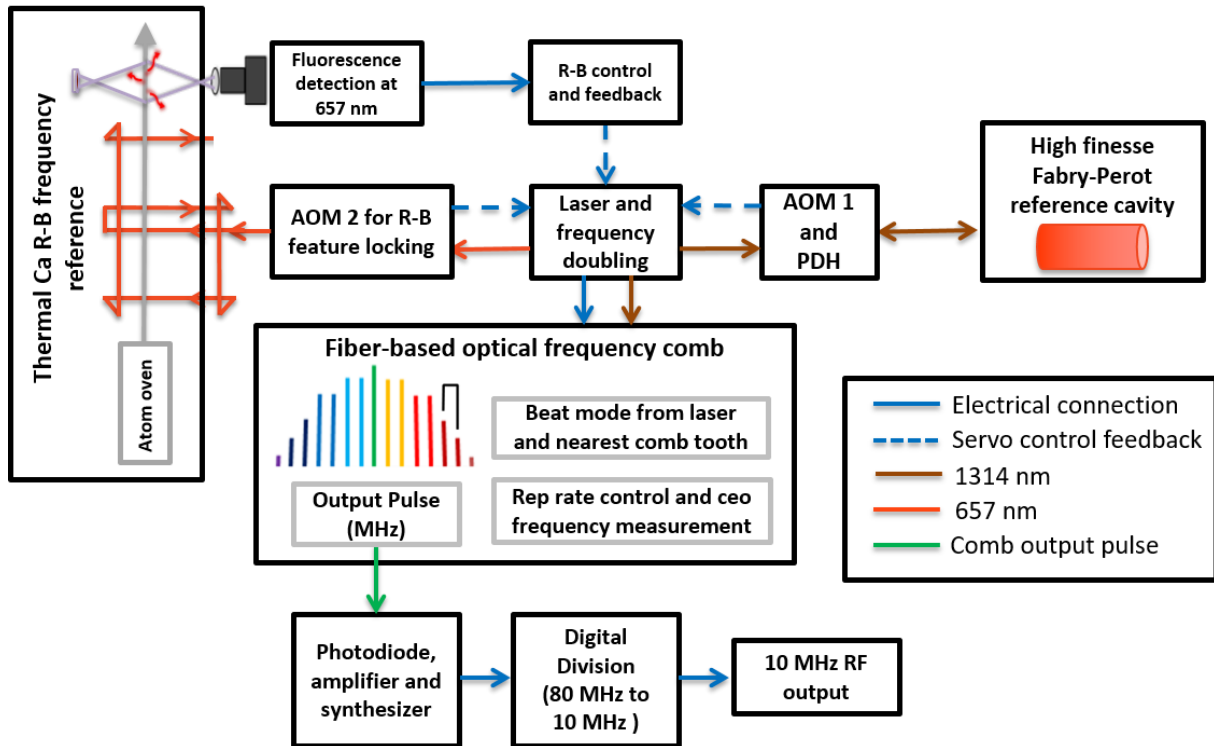 Thermal Ca R-B frequency
reference
Atom oven
Fluorescence
detection at
657 nm
R-B control
and feedback
AOM 2 for R-B
feature locking
Laser and
frequency
doubling
AOM 1
and
PDH
High finesse
Fabry-Perot
reference cavity
Fiber-based optical frequency comb
Beat mode from laser
and nearest comb tooth
Output Pulse
(MHz)
Rep rate control and ceo
frequency measurement
Electrical connection
Servo control feedback
1314 nm
657 nm
Comb output pulse
Photodiode,
amplifier and
synthesizer
Digital
Division
(80 MHz to
10 MHz )
10 MHz RF
output